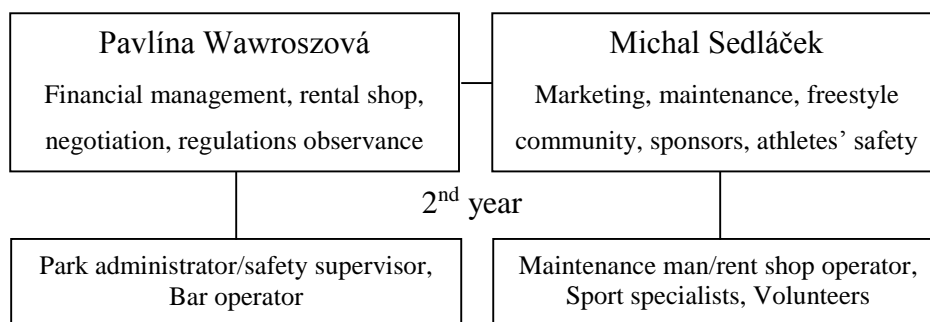 Pavlína Wawroszová
Financial management, rental shop,
negotiation, regulations observance
Michal Sedláček
Marketing, maintenance, freestyle
community, sponsors, athletes’ safety
2nd year
Park administrator/safety supervisor,
Bar operator
Maintenance man/rent shop operator,
Sport specialists, Volunteers